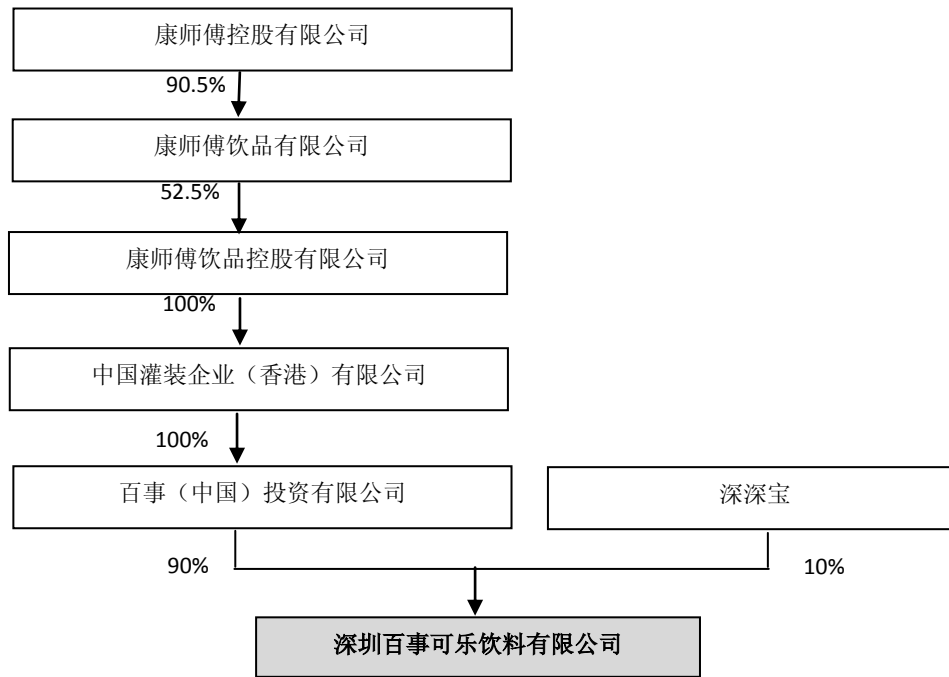 康师傅控股有限公司
90.5%
康师傅饮品有限公司
52.5%
康师傅饮品控股有限公司
100%
中国灌装企业（香港）有限公司
100%
百事（中国）投资有限公司
深深宝
90%
10%
深圳百事可乐饮料有限公司